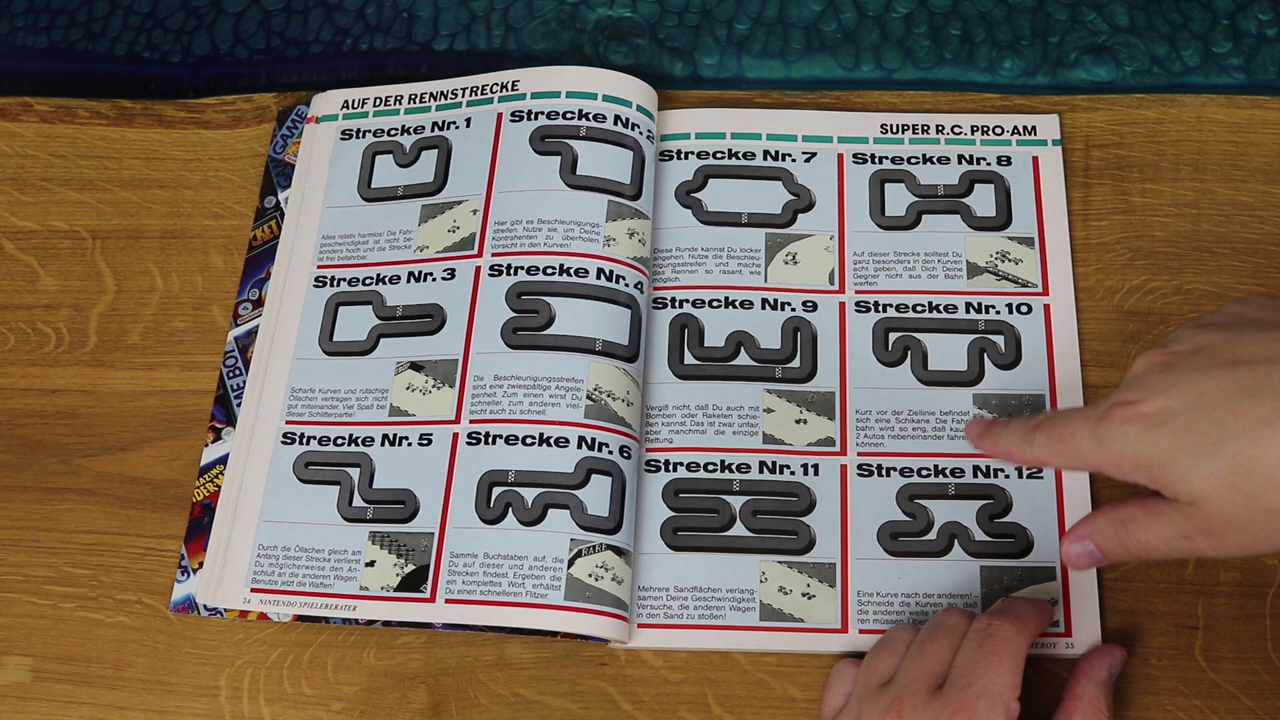 AUF DER RENNSTRECKE
Strecke Nr. 1
Alles relativ harmlos! Die Fahr-
geschwindigkeit ist nicht be-
sonders hoch und die Strecke
ist frei befahrbar.
Strecke Nr. 2
Hier gibt es Beschleunigungs-
streifen. Nutze sie, um Deine
Kontrahenten zu überholen.
Vorsicht in den Kurven!
Strecke Nr. 3
Scharfe Kurven und rutschige
Öllachen vertragen sich nicht
gut miteinander. Viel Spaß bei
dieser Schlitterpartie!
Strecke Nr. 4
Die Beschleunigungsstreifen
sind eine zwiespältige Angele-
genheit. Zum einen wirst Du
schneller, zum anderen viel-
leicht auch zu schnell.
Strecke Nr. 5
Durch die Öllachen gleich am
Anfang dieser Strecke verlierst
Du möglicherweise den An-
schluß an die anderen Wagen.
Benutze jetzt die Waffen!
Strecke Nr. 6
Sammle Buchstaben auf, die
Du auf dieser und anderen
Strecken findest. Ergeben die
ein komplettes Wort, erhältst
Du einen schnelleren Flitzer.
RARE
34 NINTENDO SPIELEBERATER
SUPER R.C. PRO-AM
Strecke Nr. 7
Diese Runde kannst Du locker
angehen. Nutze die Beschleu-
nigungsstreifen und mache
das Rennen so rasant, wie
möglich.
Strecke Nr. 8
Auf dieser Strecke solltest Du
ganz besonders in den Kurven
acht geben, daß Dich Deine
Gegner nicht aus der Bahn
werfen.
Strecke Nr. 9
Vergiß nicht, daß Du auch mit
Bomben oder Raketen schie-
ßen kannst. Das ist zwar unfair,
aber manchmal die einzige
Rettung.
Strecke Nr. 10
Kurz vor der Ziellinie befindet
sich eine Schikane. Die Fahr
bahn wird so eng, daß kau
2 Autos nebeneinander fahre
können.
Strecke Nr. 11
Mehrere Sandflächen verlang-
samen Deine Geschwindigkeit.
Versuche, die anderen Wagen
in den Sand zu stoßen!
Strecke Nr. 12
Eine Kurve nach der anderen! –
Schneide die Kurven so, daß
die anderen weite K
ren müssen. Über
EBOY 35
GAME